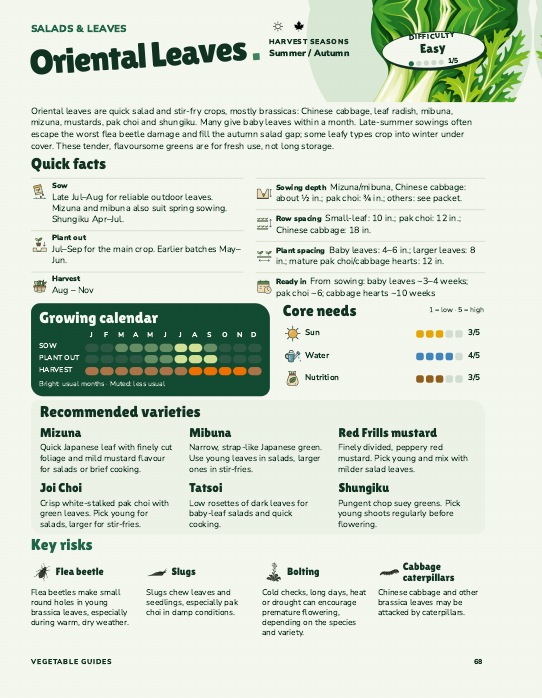 SALADS & LEAVES
Oriental Leaves.
HARVEST SEASONS
Summer / Autumn
DIFFICULTY
Easy
1/5
Oriental leaves are quick salad and stir-fry crops, mostly brassicas: Chinese cabbage, leaf radish, mibuna,
mizuna, mustards, pak choi and shungiku. Many give baby leaves within a month. Late-summer sowings often
escape the worst flea beetle damage and fill the autumn salad gap; some leafy types crop into winter under
cover. These tender, flavoursome greens are for fresh use, not long storage.
Quick facts
Sow
Late Jul–Aug for reliable outdoor leaves.
Mizuna and mibuna also suit spring sowing.
Shungiku Apr–Jul.
Plant out
Jul–Sep for the main crop. Earlier batches May–
Jun.
Harvest
Aug – Nov
Sowing depth Mizuna/mibuna, Chinese cabbage:
about ½ in.; pak choi: ¾ in.; others: see packet.
Row spacing Small-leaf: 10 in.; pak choi: 12 in.;
Chinese cabbage: 18 in.
Plant spacing Baby leaves: 4–6 in.; larger leaves: 8
in.; mature pak choi/cabbage hearts: 12 in.
Ready in From sowing: baby leaves ~3–4 weeks;
pak choi ~6; cabbage hearts ~10 weeks
Growing calendar
J F M A M J J A S O N D
SOW
PLANT OUT
HARVEST
Bright: usual months · Muted: less usual
Core needs
1 = low · 5 = high
Sun 3/5
Water 4/5
Nutrition 3/5
Recommended varieties
Mizuna
Quick Japanese leaf with finely cut
foliage and mild mustard flavour
for salads or brief cooking.
Mibuna
Narrow, strap-like Japanese green.
Use young leaves in salads, larger
ones in stir-fries.
Red Frills mustard
Finely divided, peppery red
mustard. Pick young and mix with
milder salad leaves.
Joi Choi
Crisp white-stalked pak choi with
green leaves. Pick young for
salads, larger for stir-fries.
Tatsoi
Low rosettes of dark leaves for
baby-leaf salads and quick
cooking.
Shungiku
Pungent chop suey greens. Pick
young shoots regularly before
flowering.
Key risks
Flea beetle
Flea beetles make small
round holes in young
brassica leaves, especially
during warm, dry weather.
Slugs
Slugs chew leaves and
seedlings, especially pak
choi in damp conditions.
Bolting
Cold checks, long days, heat
or drought can encourage
premature flowering,
depending on the species
and variety.
Cabbage
caterpillars
Chinese cabbage and other
brassica leaves may be
attacked by caterpillars.
VEGETABLE GUIDES
68